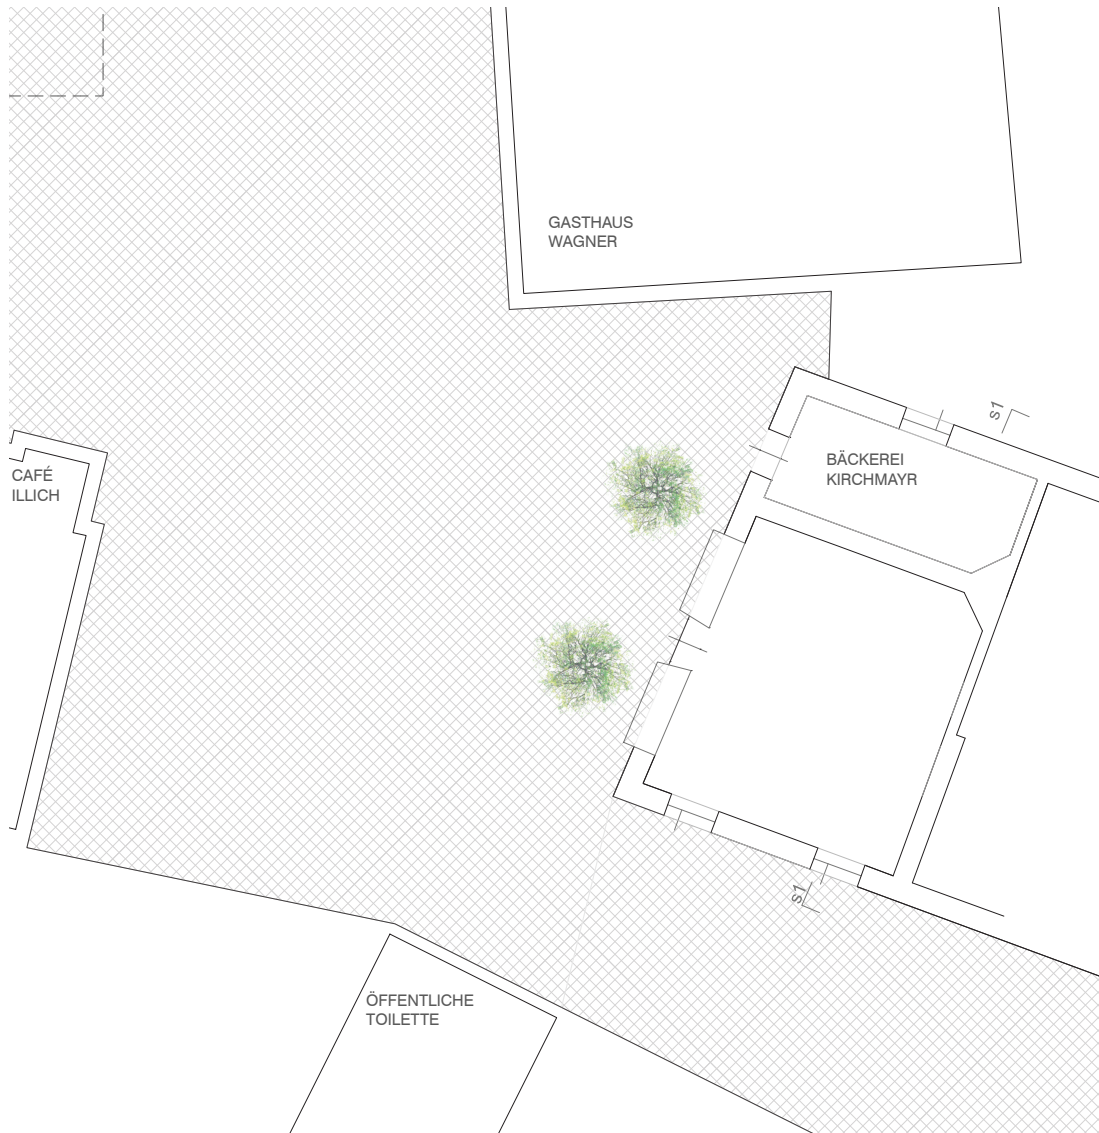 GASTHAUS
WAGNER
s1
BÄCKEREI
KIRCHMAYR
CAFÉ
ILLICH
s1
ÖFFENTLICHE
TOILETTE